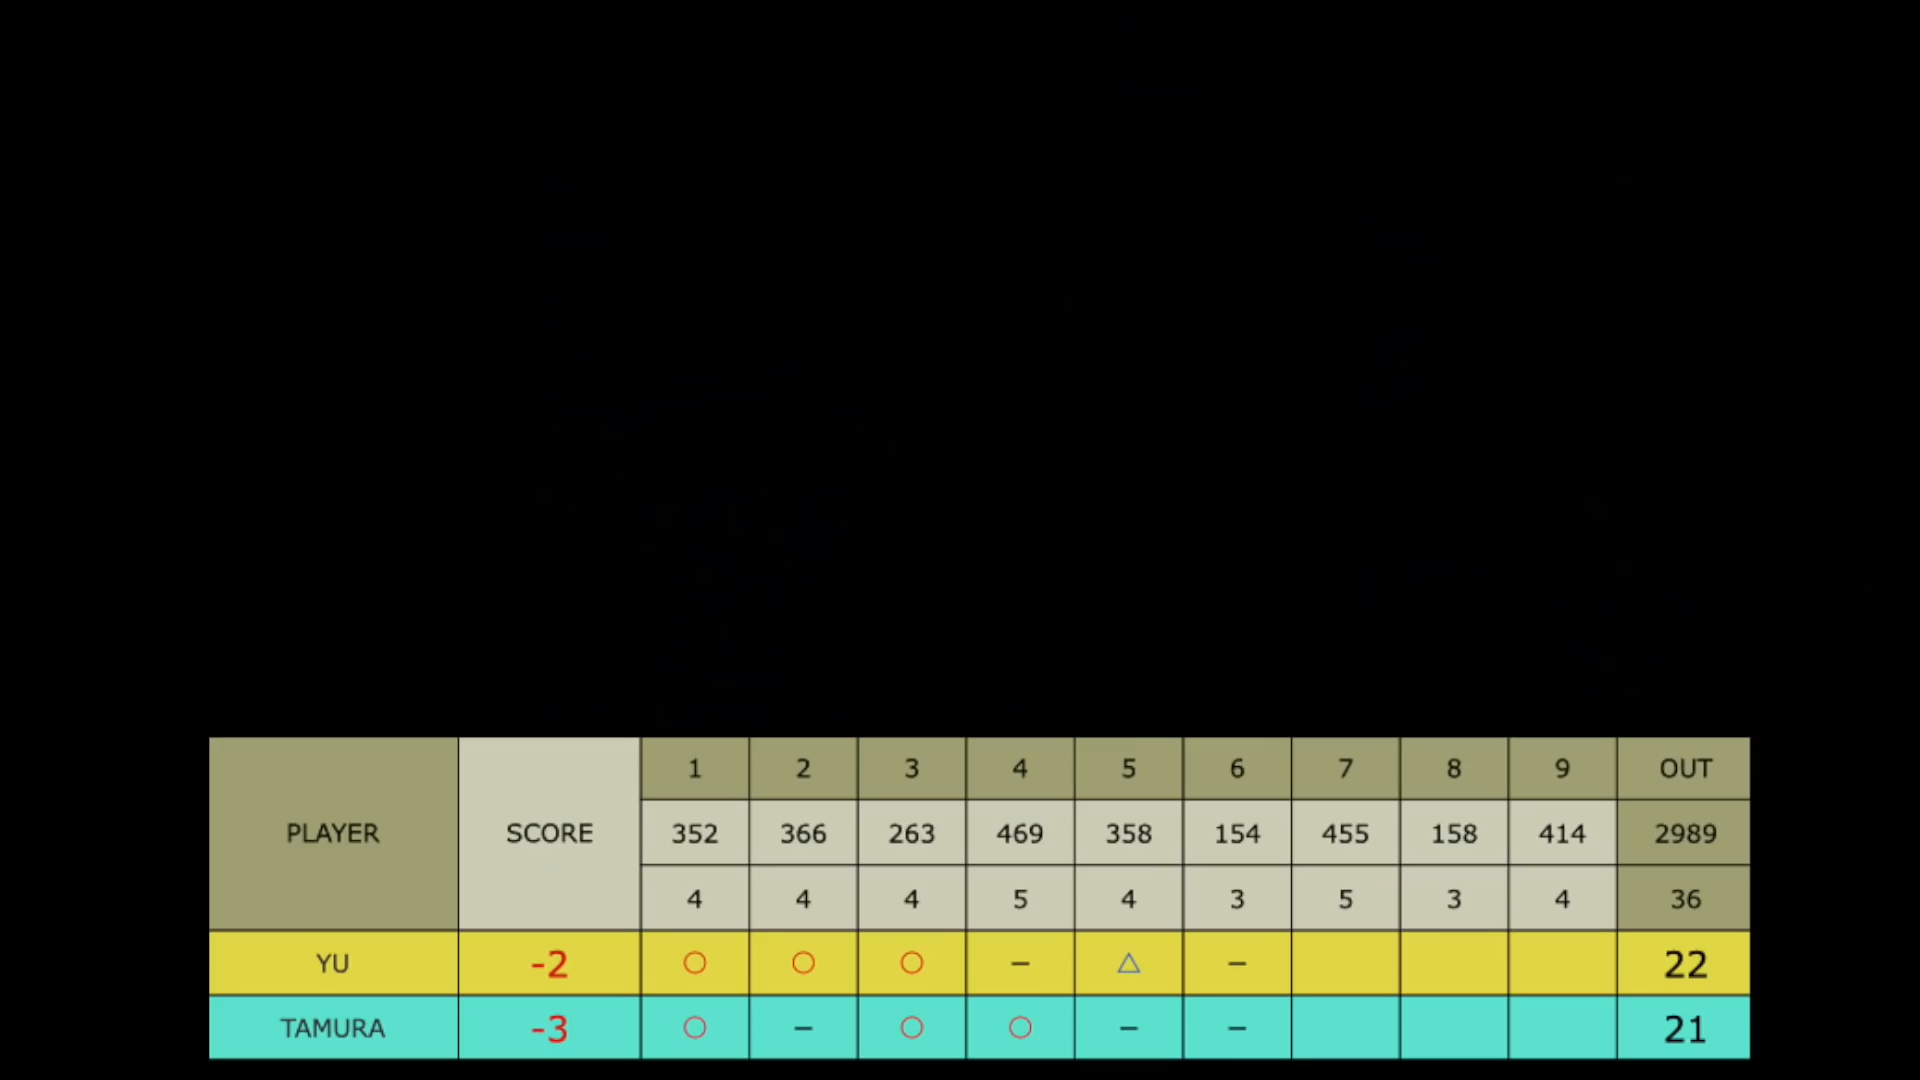 PLAYER SCORE 1 2 3 4 5 6 7 8 9 OUT
352 366 263 469 358 154 455 158 414 2989
4 4 4 5 4 3 5 3 4 36
YU -2 ○ ○ ○ – △ – 22
TAMURA -3 ○ – ○ ○ – – 21